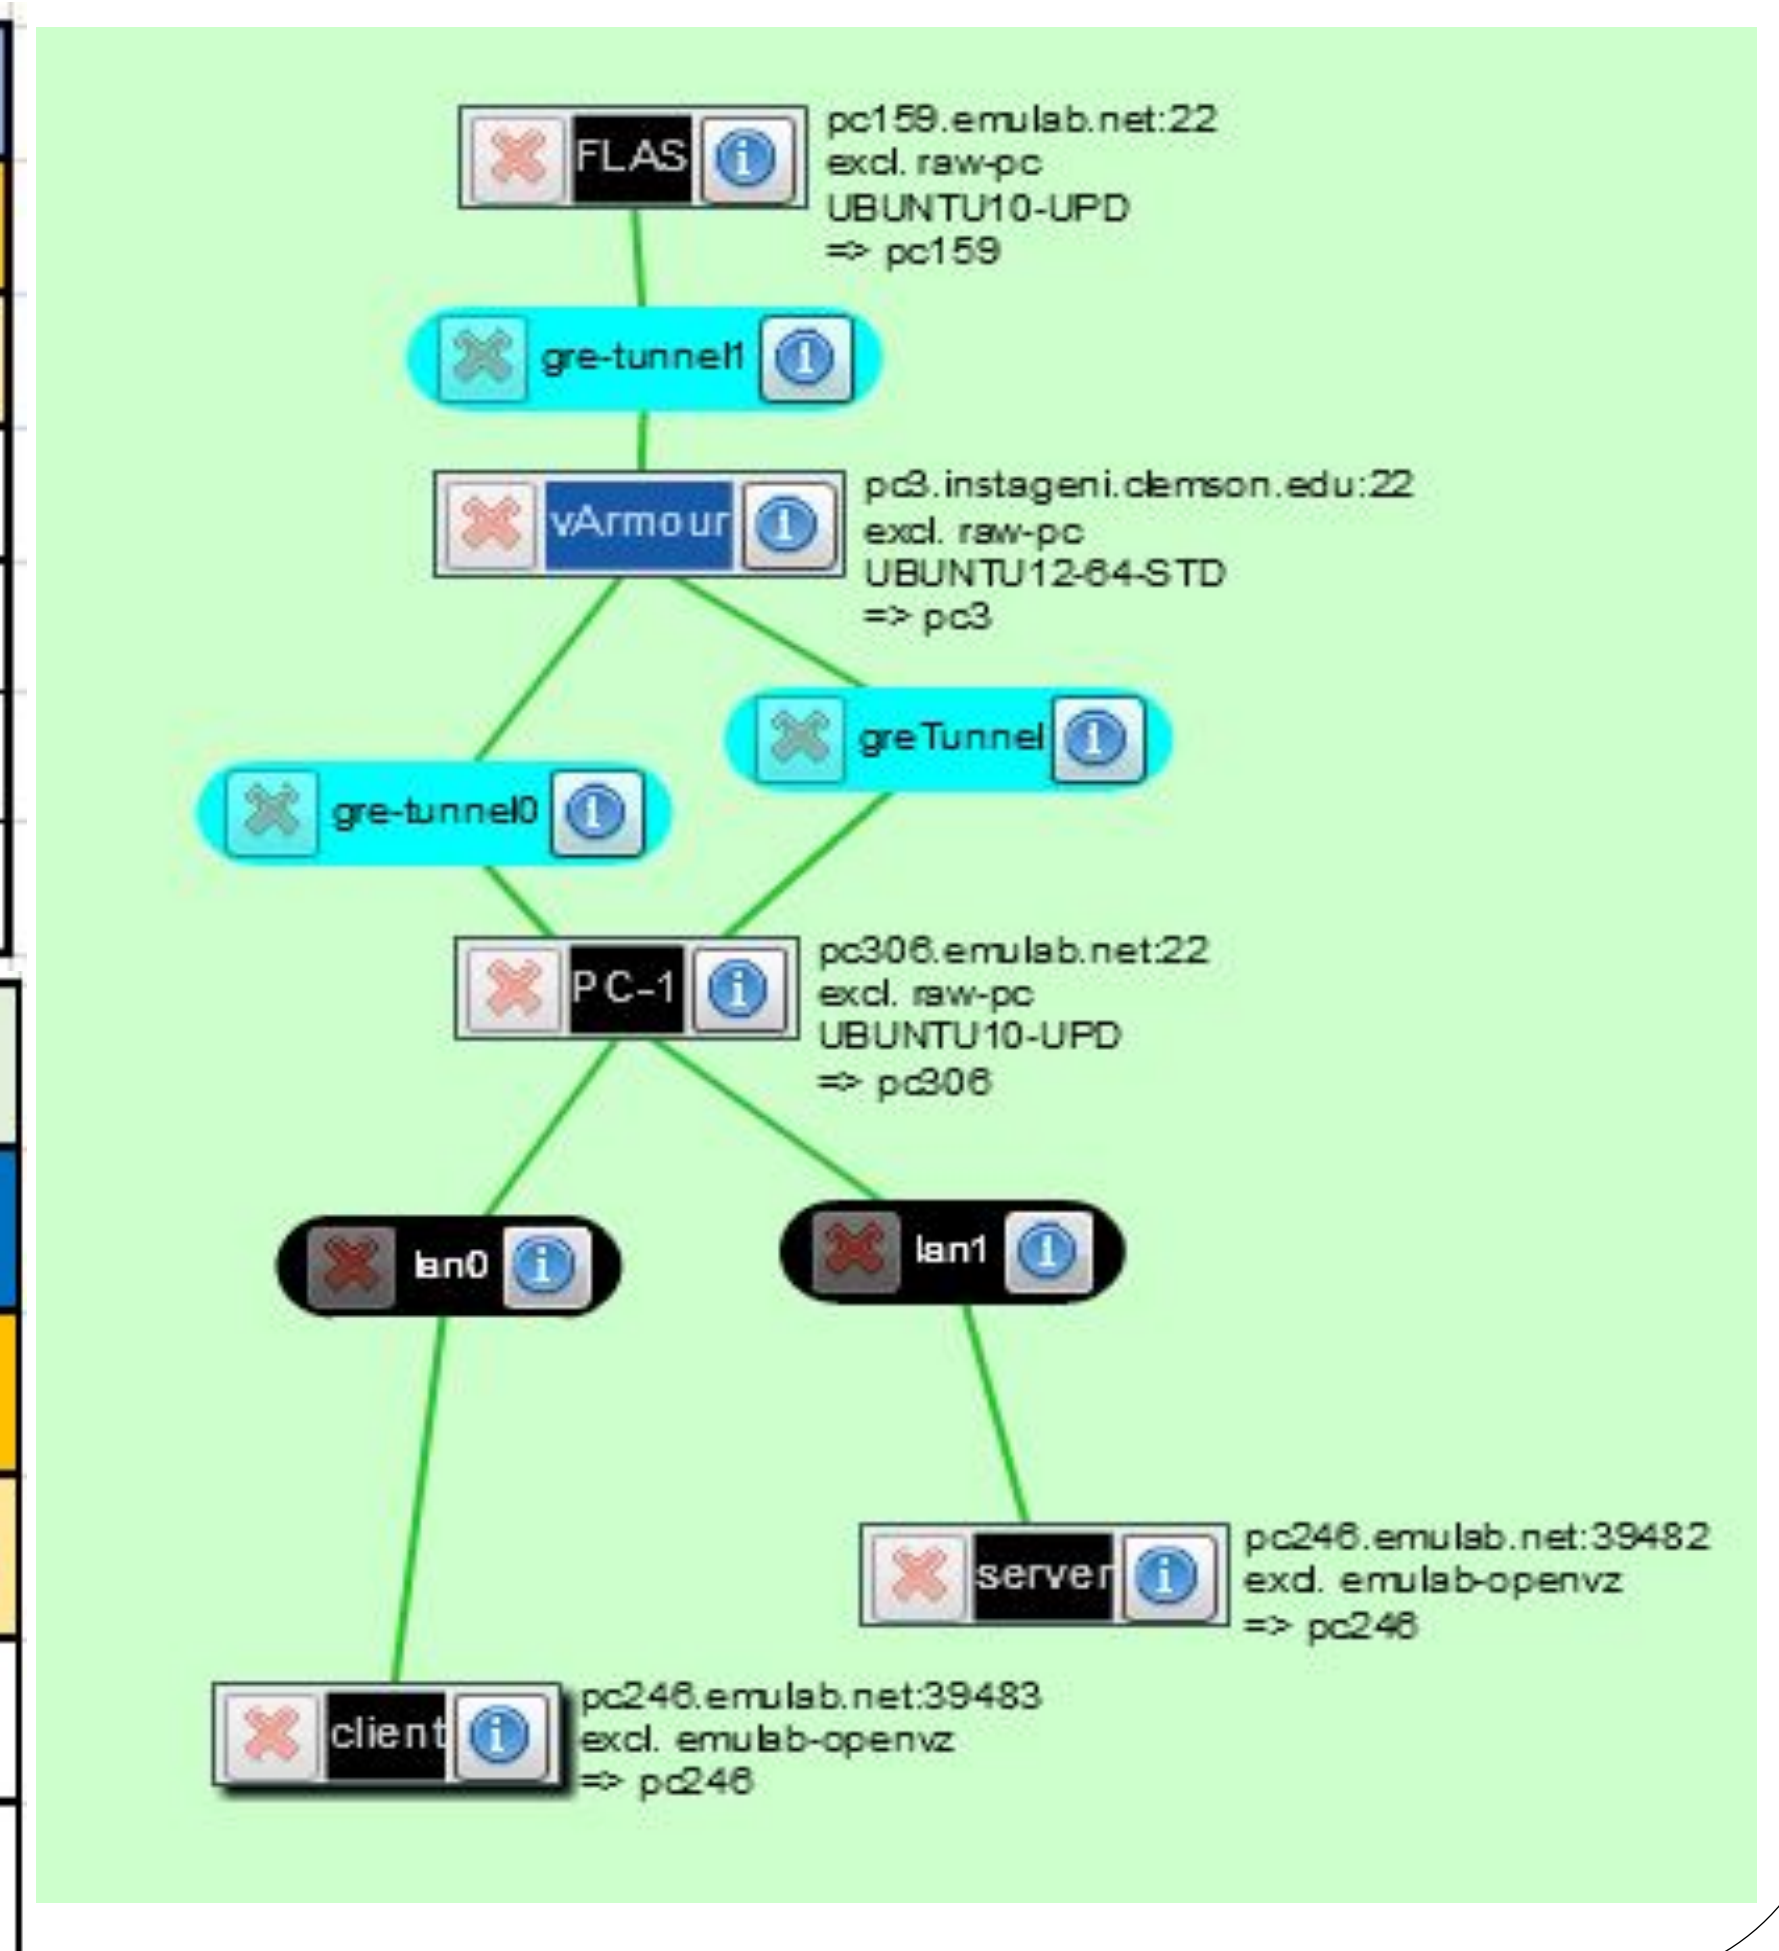 FLAS
pc159.emulab.net:22
excl. raw-pc
UBUNTU10-UPD
=> pc159
gre-tunnel1
vArmour
pc3.instageni.clemson.edu:22
excl. raw-pc
UBUNTU12-64-STD
=> pc3
greTunnel
gre-tunnel0
PC-1
pc306.emulab.net:22
excl. raw-pc
UBUNTU10-UPD
=> pc306
lan0
lan1
server
pc246.emulab.net:39482
excl. emulab-openvz
=> pc246
client
pc246.emulab.net:39483
excl. emulab-openvz
=> pc246